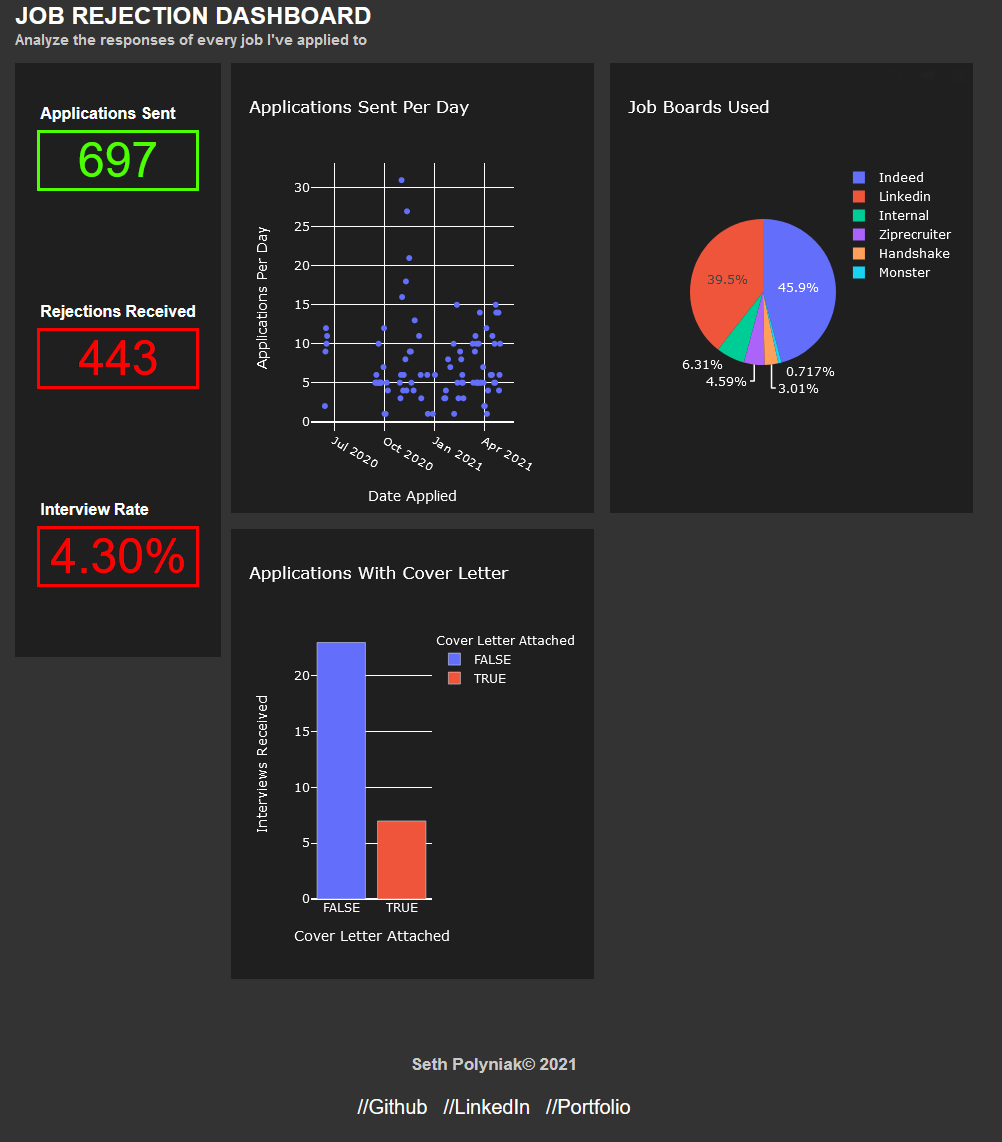 JOB REJECTION DASHBOARD
Analyze the responses of every job I've applied to
Applications Sent
697
Rejections Received
443
Interview Rate
4.30%
Applications Sent Per Day
Applications Per Day
30
25
20
15
10
5
0
Jul 2020
Oct 2020
Jan 2021
Apr 2021
Date Applied
Job Boards Used
Indeed
Linkedin
Internal
Ziprecruiter
Handshake
Monster
39.5%
45.9%
6.31%
4.59%
0.717%
3.01%
Applications With Cover Letter
Cover Letter Attached
FALSE
TRUE
Interviews Received
20
15
10
5
0
FALSE
TRUE
Cover Letter Attached
Seth Polyniak© 2021
//Github //LinkedIn //Portfolio